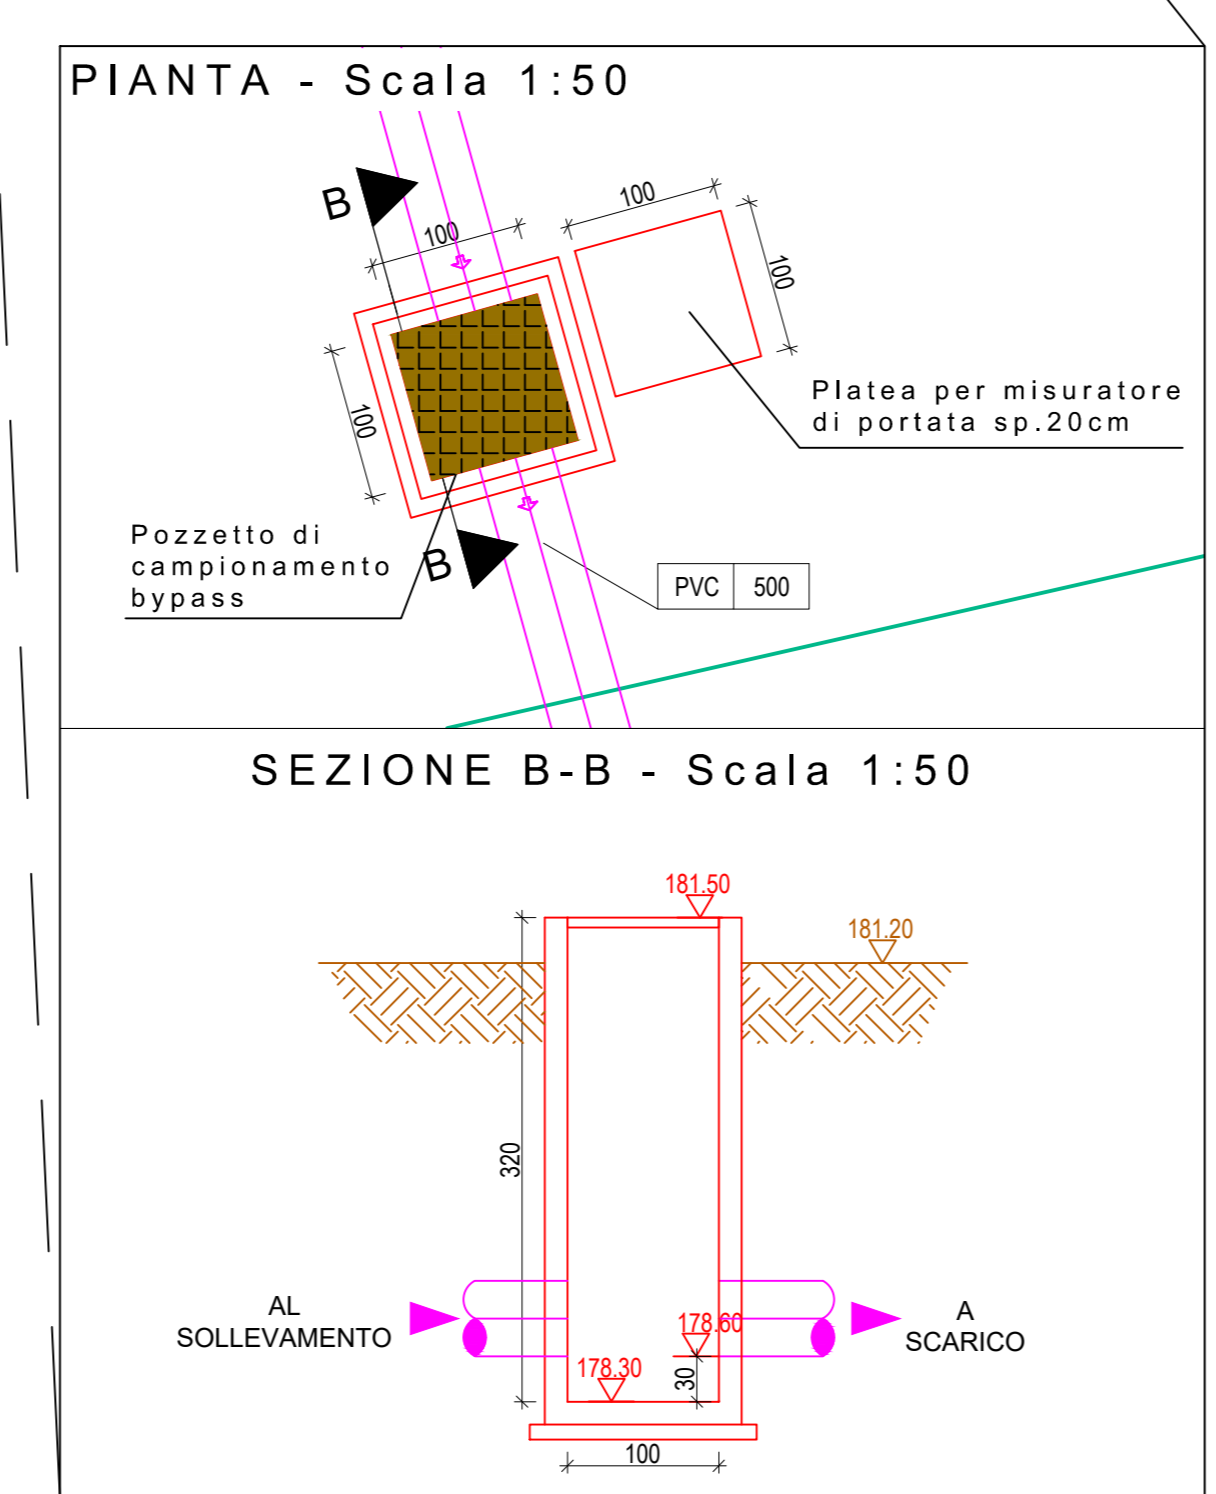 PIANTA - Scala 1:50
B
100
100
100
100
Platea per misuratore
di portata sp.20cm
Pozzetto di
campionamento
bypass
B
PVC 500
SEZIONE B-B - Scala 1:50
181.50
181.20
320
AL
SOLLEVAMENTO
178.60
A
SCARICO
178.30
30
100